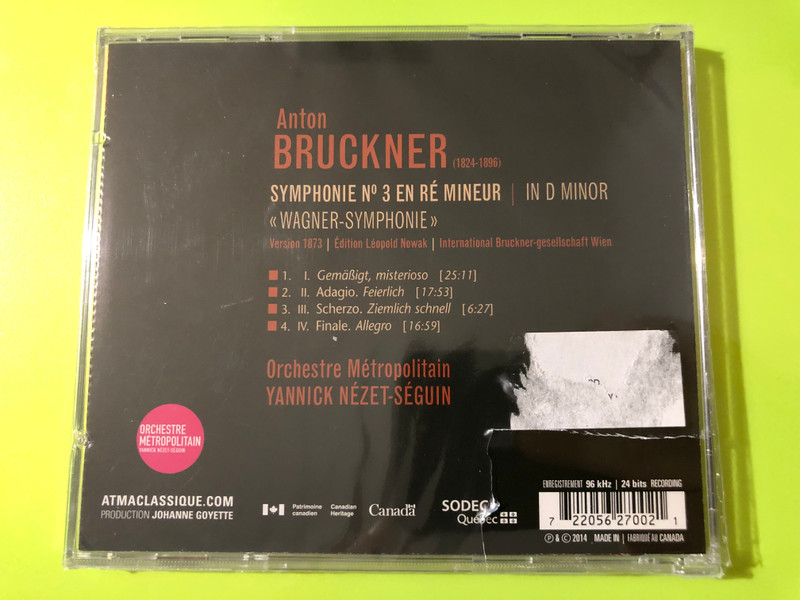 Anton
BRUCKNER (1824-1896)
SYMPHONIE Nº 3 EN RÉ MINEUR | IN D MINOR
« WAGNER-SYMPHONIE »
Version 1873 | Édition Léopold Nowak | International Bruckner-gesellschaft Wien
1. I. Gemäßigt, misterioso [25:11]
2. II. Adagio. Feierlich [17:53]
3. III. Scherzo. Ziemlich schnell [6:27]
4. IV. Finale. Allegro [16:59]
Orchestre Métropolitain
YANNICK NÉZET-SÉGUIN
ORCHESTRE
MÉTROPOLITAIN
YANNICK NÉZET-SÉGUIN
ATMACLASSIQUE.COM
PRODUCTION JOHANNE GOYETTE
Patrimoine canadien
Canadian Heritage
Canada
SODEC
Québec
ENREGISTREMENT 96 kHz | 24 bits RECORDING
7 22056 27002 1
℗ & © 2014 MADE IN | FABRIQUÉ AU CANADA